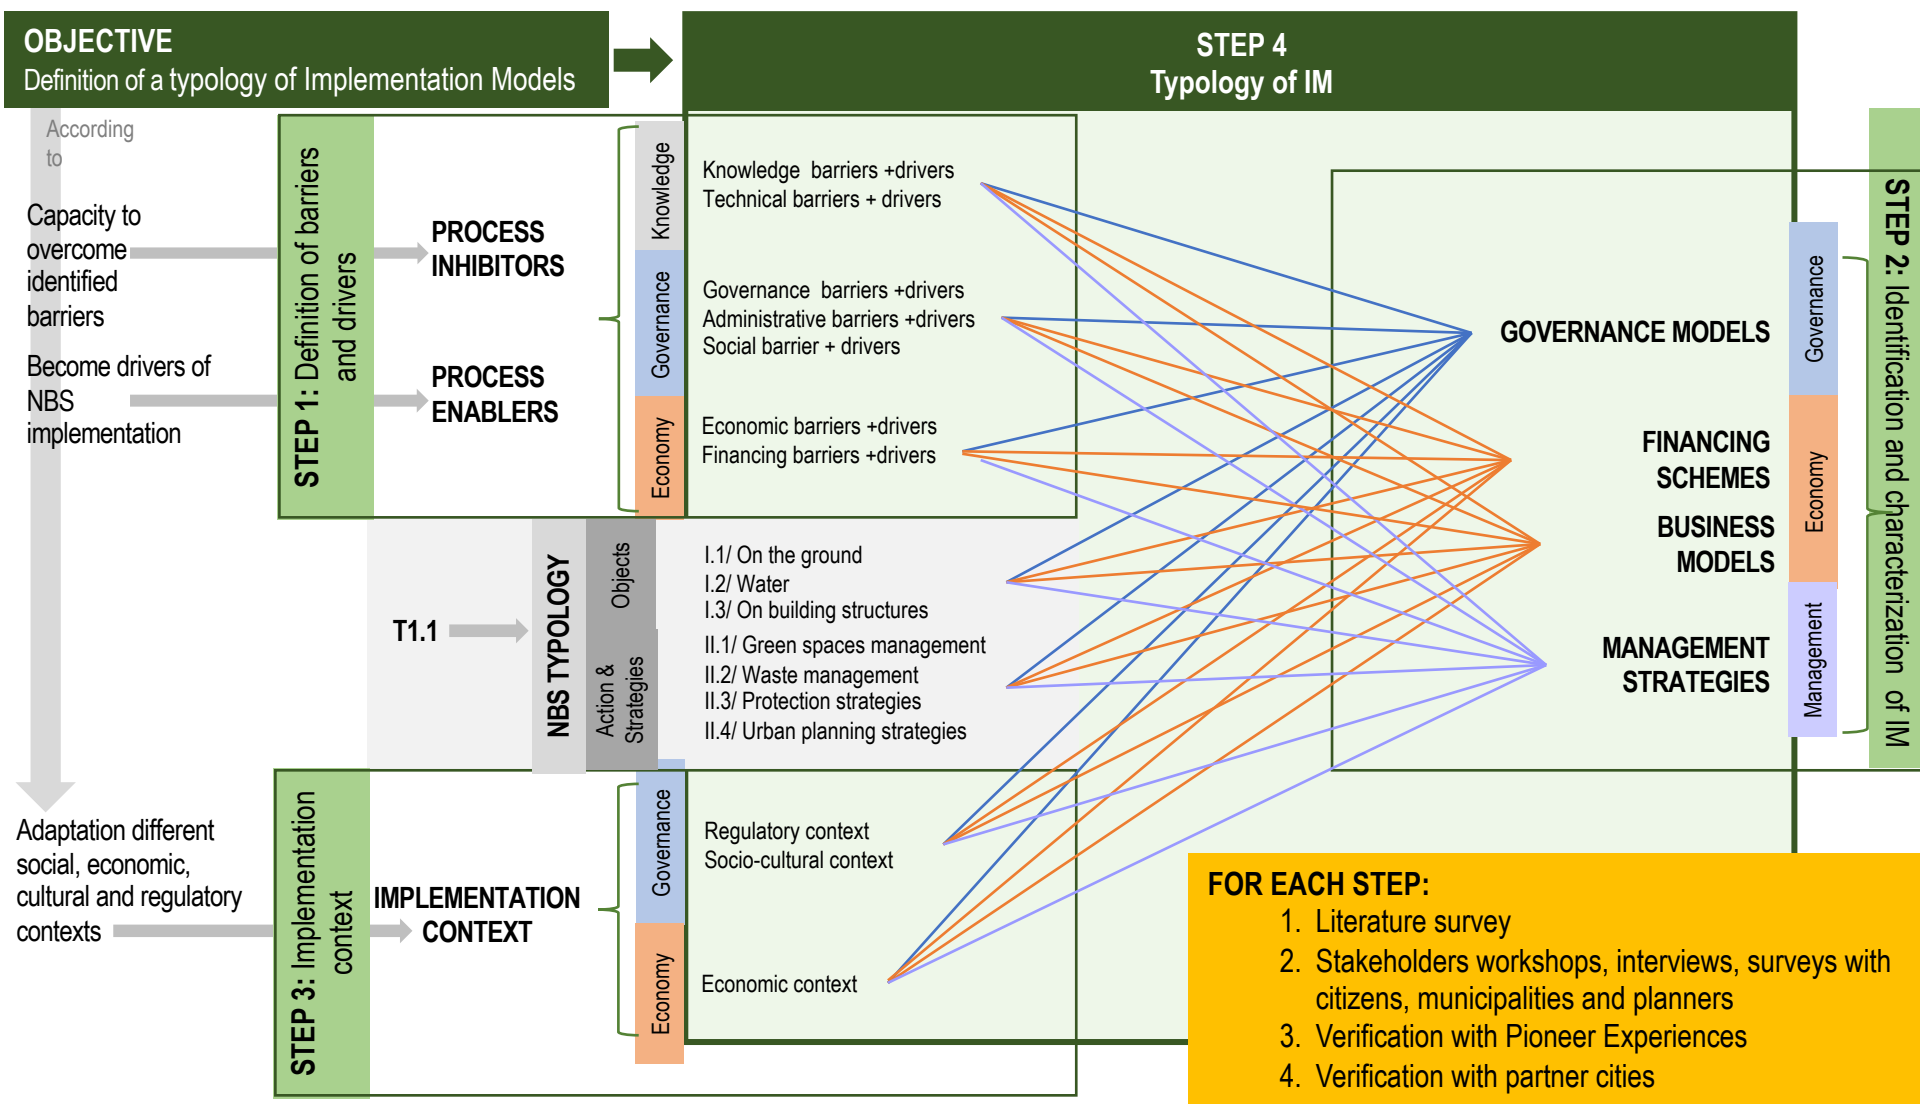 OBJECTIVE
Definition of a typology of Implementation Models
STEP 4
Typology of IM
According
to
Capacity to
overcome
identified
barriers
Become drivers of
NBS
implementation
Adaptation different
social, economic,
cultural and regulatory
contexts
STEP 1: Definition of barriers
and drivers
PROCESS
INHIBITORS
PROCESS
ENABLERS
Knowledge
Governance
Economy
Knowledge  barriers +drivers
Technical barriers + drivers
Governance  barriers +drivers
Administrative barriers +drivers
Social barrier + drivers
Economic barriers +drivers
Financing barriers +drivers
T1.1
NBS TYPOLOGY
Objects
Action &
Strategies
I.1/ On the ground
I.2/ Water
I.3/ On building structures
II.1/ Green spaces management
II.2/ Waste management
II.3/ Protection strategies
II.4/ Urban planning strategies
STEP 3: Implementation
context
IMPLEMENTATION
CONTEXT
Governance
Economy
Regulatory context
Socio-cultural context
Economic context
GOVERNANCE MODELS
FINANCING
SCHEMES
BUSINESS
MODELS
MANAGEMENT
STRATEGIES
Governance
Economy
Management
STEP 2: Identification and characterization of IM
FOR EACH STEP:
1. Literature survey
2. Stakeholders workshops, interviews, surveys with
citizens, municipalities and planners
3. Verification with Pioneer Experiences
4. Verification with partner cities